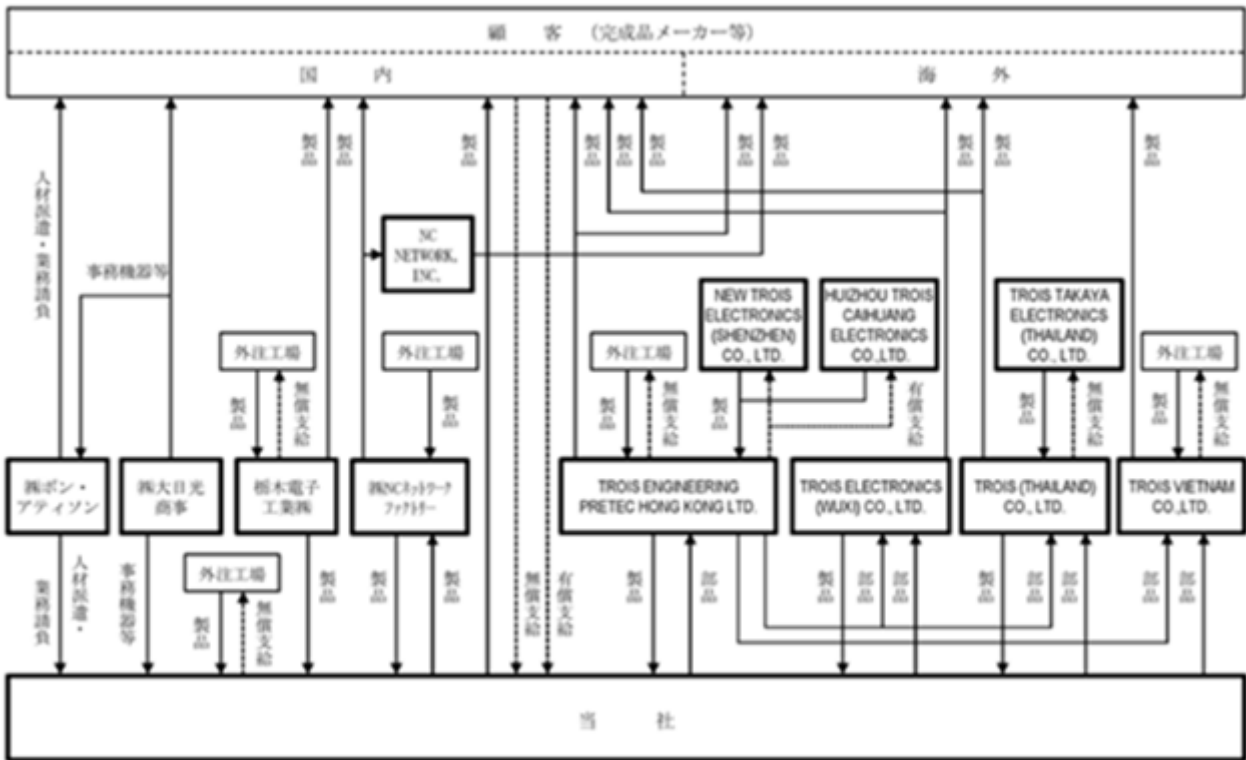 顧 客 （完成品メーカー等）
国 内
海 外
製品
製品
製品
製品
製品
製品
製品
製品
製品
製品
製品
人材派遣・業務請負
NC
NETWORK,
INC.
事務機器等
NEW TROIS
ELECTRONICS
(SHENZHEN)
CO., LTD.
HUIZHOU TROIS
CAIHUANG
ELECTRONICS
CO.,LTD.
TROIS TAKAYA
ELECTRONICS
(THAILAND)
CO., LTD.
外注工場
外注工場
外注工場
外注工場
製品
無償支給
製品
製品
無償支給
製品
有償支給
製品
無償支給
製品
無償支給
㈱ボン・
アティソン
㈱大日光
商事
栃木電子
工業㈱
㈱NCネットワーク
ファクトリー
TROIS ENGINEERING
PRETEC HONG KONG LTD.
TROIS ELECTRONICS
(WUXI) CO., LTD.
TROIS (THAILAND)
CO., LTD.
TROIS VIETNAM
CO.,LTD.
人材派遣・
業務請負
事務機器等
外注工場
製品
無償支給
製品
製品
製品
無償支給
有償支給
製品
部品
製品
部品
部品
製品
部品
部品
部品
部品
当 社